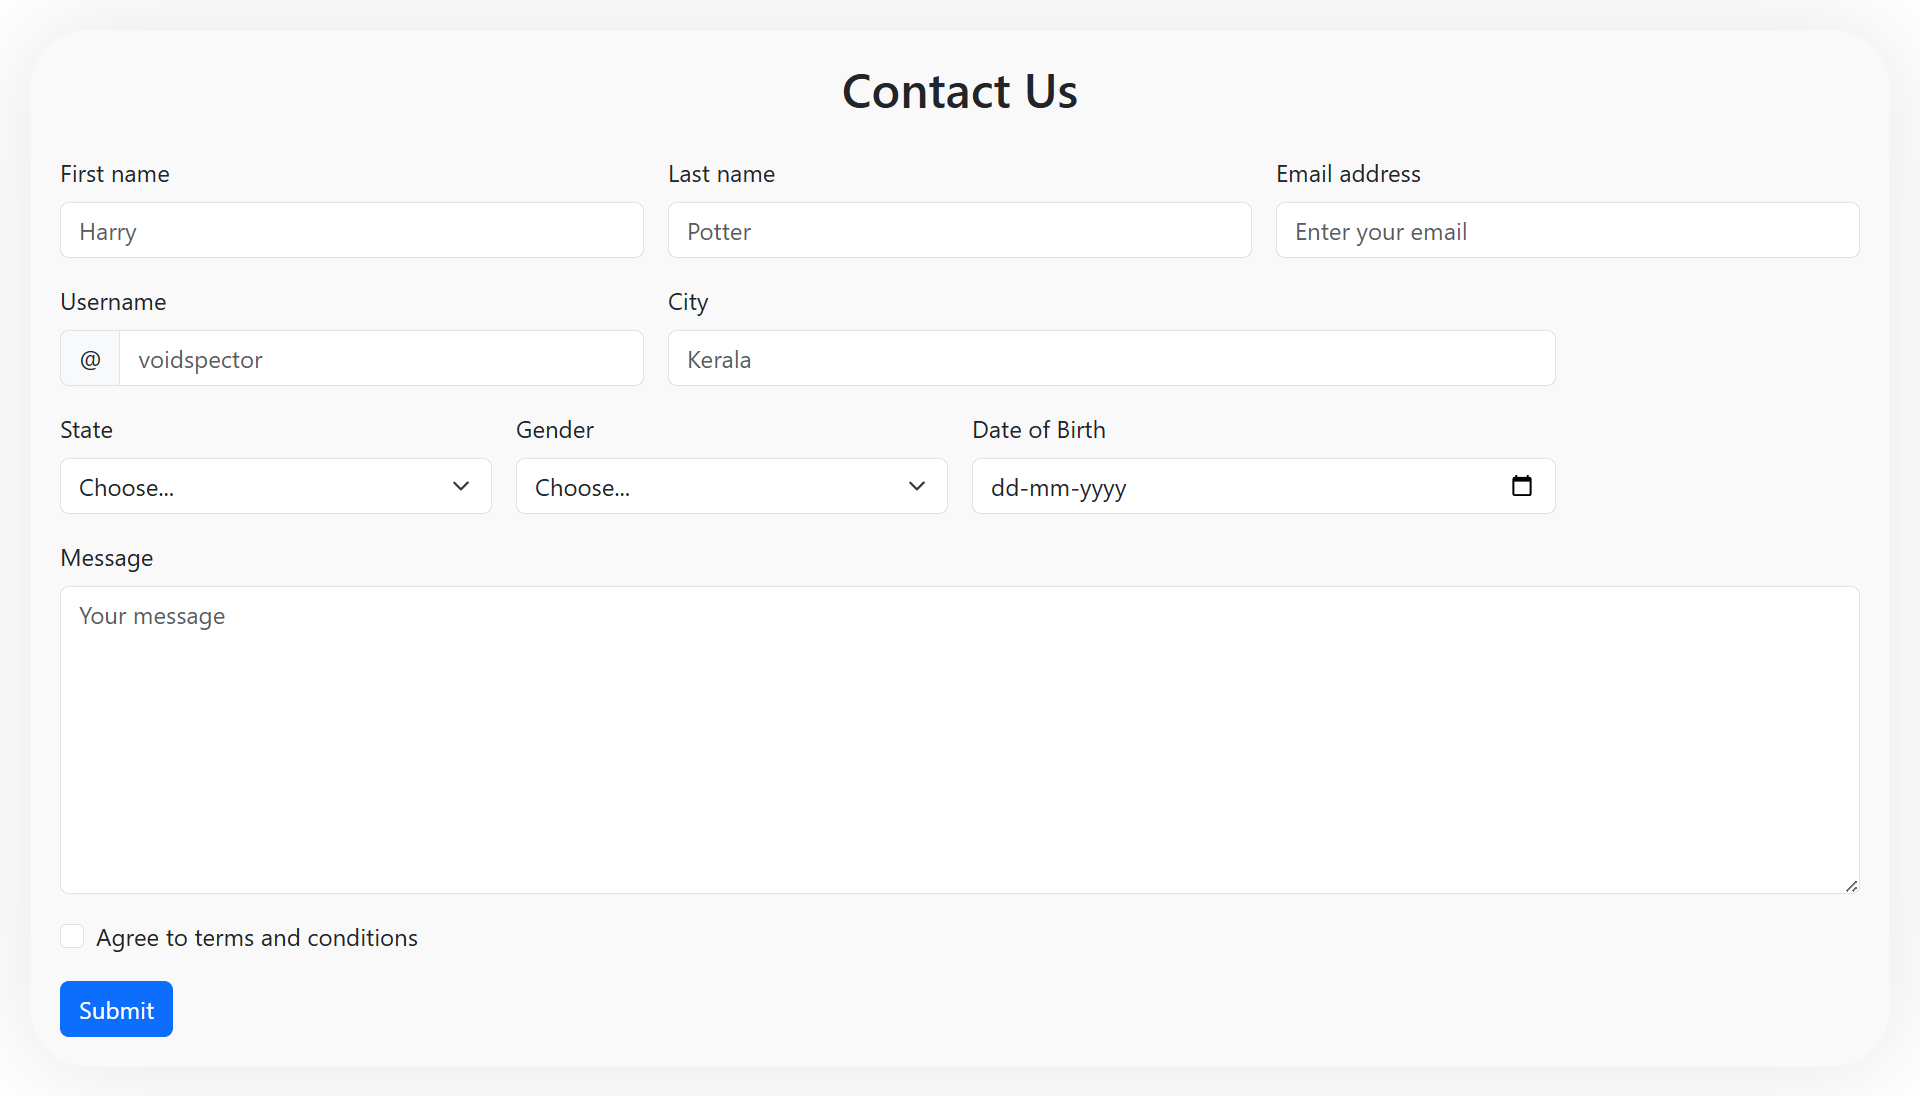 Contact Us
First name Last name Email address
Harry Potter Enter your email
Username City
@ voidspector Kerala
State Gender Date of Birth
Choose... Choose... dd-mm-yyyy
Message
Your message
Agree to terms and conditions
Submit